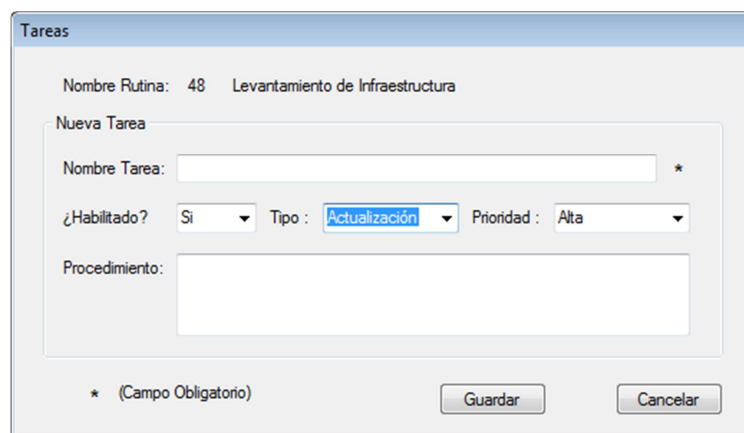 Tareas
Nombre Rutina: 48 Levantamiento de Infraestructura
Nueva Tarea
Nombre Tarea: *
¿Habilitado? Si Tipo : Actualización Prioridad : Alta
Procedimiento:
* (Campo Obligatorio) Guardar Cancelar